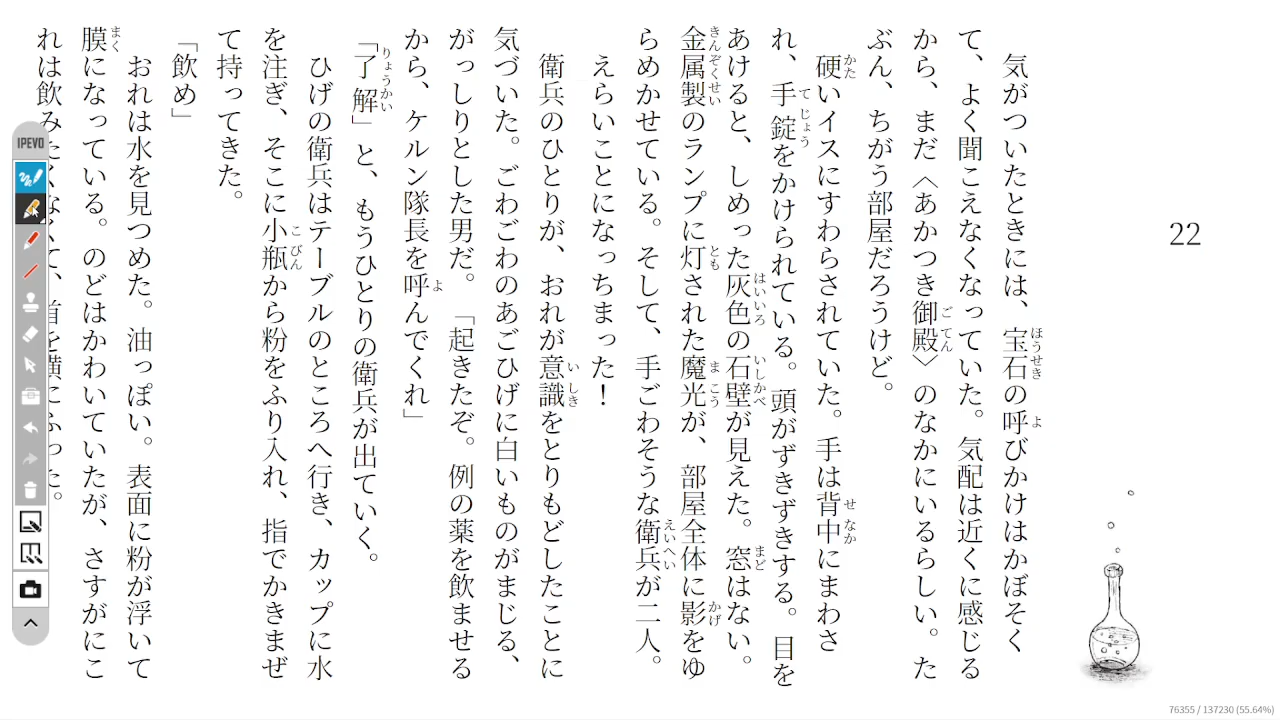 22
気がついたときには、宝石の呼びかけはかぼそく
て、よく聞こえなくなっていた。気配は近くに感じる
から、まだ〈あかつき御殿〉のなかにいるらしい。た
ぶん、ちがう部屋だろうけど。
硬いイスにすわらされていた。手は背中にまわさ
れ、手錠をかけられている。頭がずきずきする。目を
あけると、しめった灰色の石壁が見えた。窓はない。
金属製のランプに灯された魔光が、部屋全体に影をゆ
らめかせている。そして、手ごわそうな衛兵が二人。
えらいことになっちまった！
衛兵のひとりが、おれが意識をとりもどしたことに
気づいた。ごわごわのあごひげに白いものがまじる、
がっしりとした男だ。「起きたぞ。例の薬を飲ませる
から、ケルン隊長を呼んでくれ」
「了解」と、もうひとりの衛兵が出ていく。
ひげの衛兵はテーブルのところへ行き、カップに水
を注ぎ、そこに小瓶から粉をふり入れ、指でかきまぜ
て持ってきた。
「飲め」
おれは水を見つめた。油っぽい。表面に粉が浮いて
膜になっている。のどはかわいていたが、さすがにこ
れは飲みたくなくて、首を横にふった。
IPEVO
76355 / 137230 (55.64%)